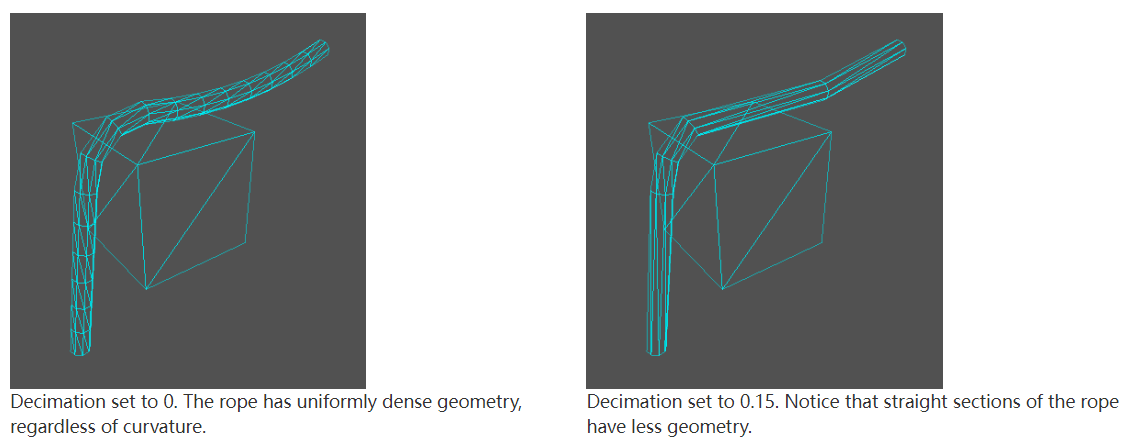 Decimation set to 0. The rope has uniformly dense geometry,
regardless of curvature.
Decimation set to 0.15. Notice that straight sections of the rope
have less geometry.